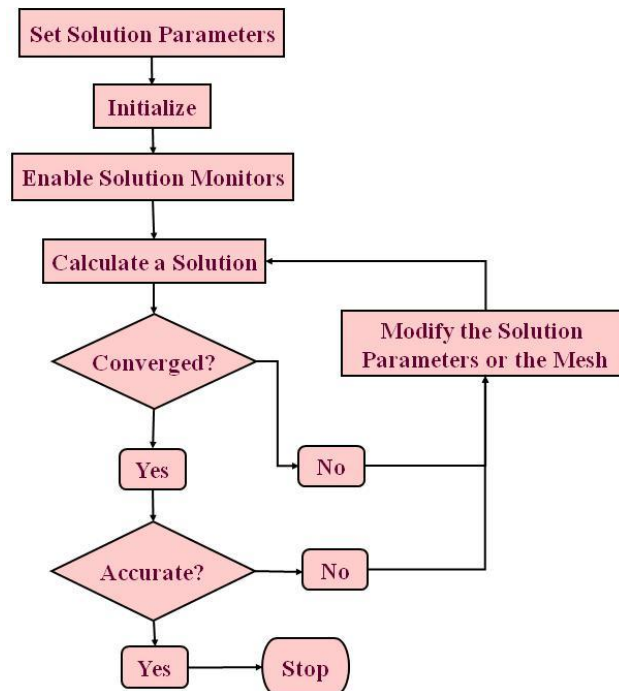 Set Solution Parameters
Initialize
Enable Solution Monitors
Calculate a Solution
Modify the Solution
Parameters or the Mesh
Converged?
Yes
No
Accurate?
No
Yes
Stop